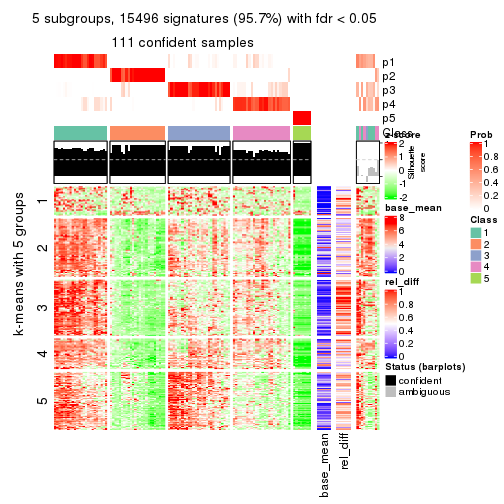 5 subgroups, 15496 signatures (95.7%) with fdr < 0.05
111 confident samples
p1
p2
p3
p4
p5
Class
k-means with 5 groups
1
2
3
4
5
base_mean
rel_diff
z-score
2
1
0
-1
-2
Silhouette
score
base_mean
8
6
4
2
0
rel_diff
1
0.8
0.6
0.4
0.2
0
Status (barplots)
confident
ambiguous
Prob
1
0.8
0.6
0.4
0.2
0
Class
1
2
3
4
5